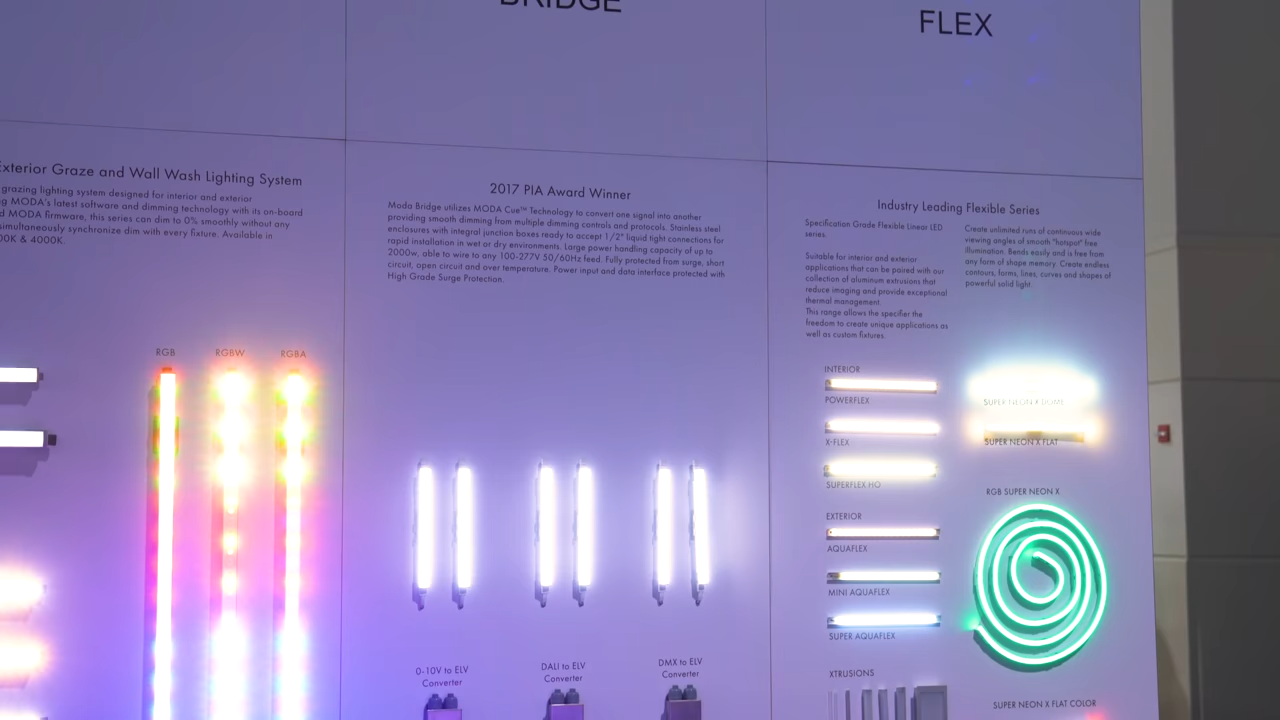 BRIDGE
FLEX
Exterior Graze and Wall Wash Lighting System
grazing lighting system designed for interior and exterior
MODA's latest software and dimming technology with its on-board
MODA firmware, this series can dim to 0% smoothly without any
simultaneously synchronize dim with every fixture. Available in
& 4000K.
RGB
RGBW
RGBA
2017 PIA Award Winner
Moda Bridge utilizes MODA Cue™ Technology to convert one signal into another
providing smooth dimming from multiple dimming controls and protocols. Stainless steel
enclosures with integral junction boxes ready to accept 1/2" liquid tight connections for
rapid installation in wet or dry environments. Large power handling capacity of up to
2000w, able to wire to any 100-277V 50/60Hz feed. Fully protected from surge, short
circuit, open circuit and over temperature. Power input and data interface protected with
High Grade Surge Protection.
0-10V to ELV
Converter
DALI to ELV
Converter
DMX to ELV
Converter
Industry Leading Flexible Series
Specification Grade Flexible Linear LED
series.
Suitable for interior and exterior
applications that can be paired with our
collection of aluminum extrusions that
reduce imaging and provide exceptional
thermal management.
This range allows the specifier the
freedom to create unique applications as
well as custom fixtures.
Create unlimited runs of continuous wide
viewing angles of smooth "hotspot" free
illumination. Bends easily and is free from
any form of shape memory. Create endless
contours, forms, lines, curves and shapes of
powerful solid light.
INTERIOR
POWERFLEX
X-FLEX
SUPERFLEX HO
EXTERIOR
AQUAFLEX
MINI AQUAFLEX
SUPER AQUAFLEX
XTRUSIONS
SUPER NEON X DOME
SUPER NEON X FLAT
RGB SUPER NEON X
SUPER NEON X FLAT COLOR